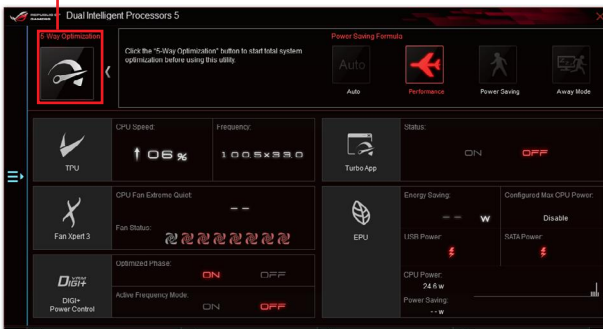 Dual Intelligent Processors 5
5-Way Optimization
Click the "5-Way Optimization" button to start total system
optimization before using this utility.
Power Saving Formula
Auto
Auto
Performance
Power Saving
Away Mode
TPU
CPU Speed:
06 %
Frequency:
100.5x33.0
Turbo App
Status:
ON OFF
Fan Xpert 3
CPU Fan Extreme Quiet:
--
Fan Status:
EPU
Energy Saving:
-- w
Configured Max CPU Power:
Disable
USB Power:
SATA Power:
CPU Power:
24.6 w
Power Saving:
-- w
DIGI+
DIGI+
Power Control
Optimized Phase:
ON OFF
Active Frequency Mode:
ON OFF